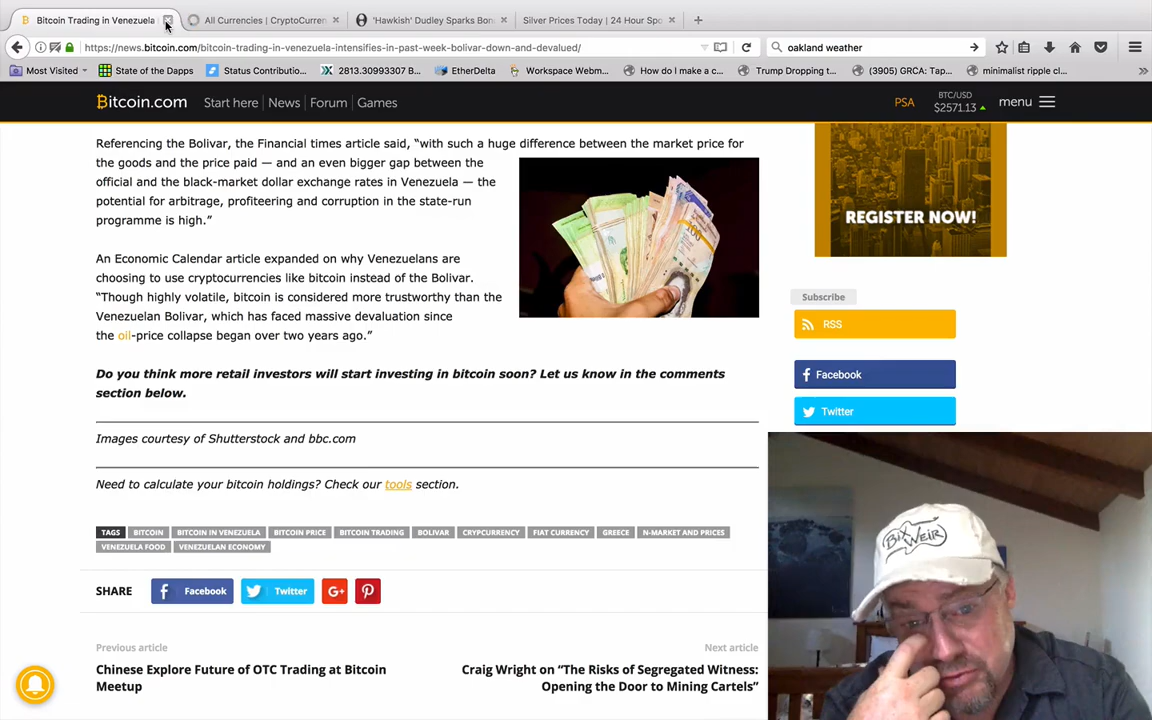 Bitcoin Trading in Venezuela
All Currencies | CryptoCurren
'Hawkish' Dudley Sparks Bon
Silver Prices Today | 24 Hour Spo
https://news.bitcoin.com/bitcoin-trading-in-venezuela-intensifies-in-past-week-bolivar-down-and-devalued/
oakland weather
Most Visited
State of the Dapps
Status Contributio...
2813.30993307 B...
EtherDelta
Workspace Webm...
How do I make a c...
Trump Dropping t...
(3905) GRCA: Tap...
minimalist ripple cl...
Bitcoin.com
Start here
News
Forum
Games
PSA
BTC/USD
$2571.13
menu
Referencing the Bolivar, the Financial times article said, “with such a huge difference between the market price for
the goods and the price paid — and an even bigger gap between the
official and the black-market dollar exchange rates in Venezuela — the
potential for arbitrage, profiteering and corruption in the state-run
programme is high.”
An Economic Calendar article expanded on why Venezuelans are
choosing to use cryptocurrencies like bitcoin instead of the Bolivar.
“Though highly volatile, bitcoin is considered more trustworthy than the
Venezuelan Bolivar, which has faced massive devaluation since
the oil-price collapse began over two years ago.”
Do you think more retail investors will start investing in bitcoin soon? Let us know in the comments
section below.
Images courtesy of Shutterstock and bbc.com
Need to calculate your bitcoin holdings? Check our tools section.
TAGS BITCOIN BITCOIN IN VENEZUELA BITCOIN PRICE BITCOIN TRADING BOLIVAR CRYPCURRENCY FIAT CURRENCY GREECE N-MARKET AND PRICES
VENEZUELA FOOD VENEZUELAN ECONOMY
SHARE
Facebook
Twitter
G+
Previous article
Chinese Explore Future of OTC Trading at Bitcoin
Meetup
Next article
Craig Wright on “The Risks of Segregated Witness:
Opening the Door to Mining Cartels”
100
REGISTER NOW!
Subscribe
RSS
Facebook
Twitter
BIX
WEIR